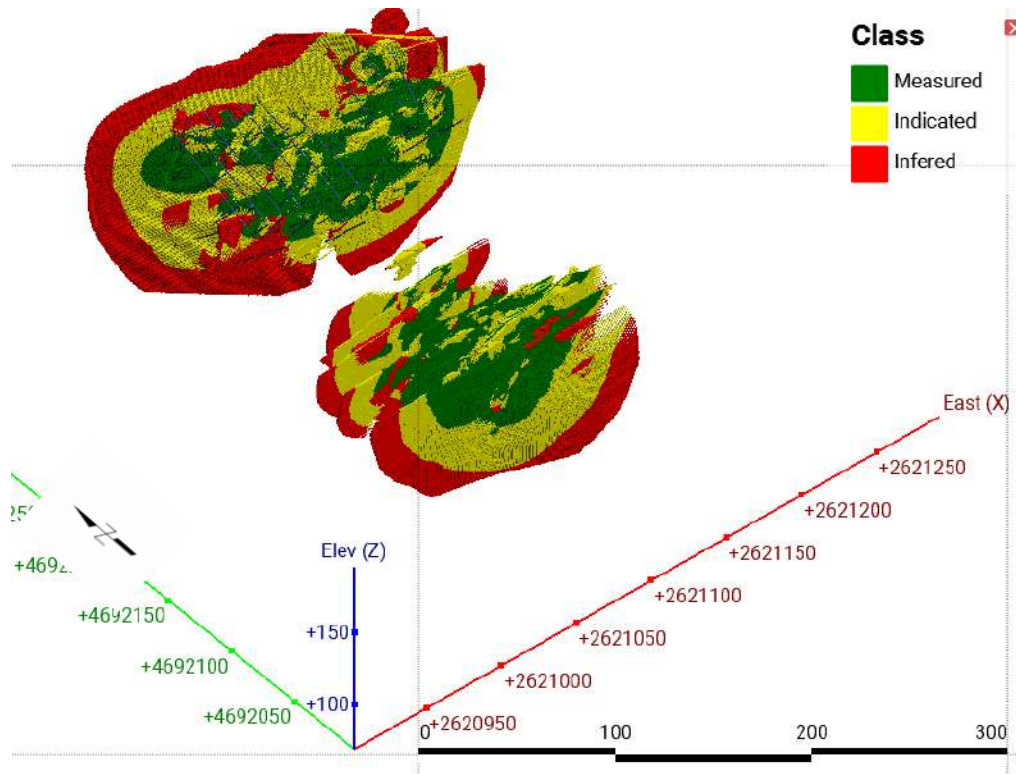 Class
Measured
Indicated
Infered
East (X)
+2621250
+2621200
+2621150
+2621100
+2621050
+2621000
+2620950
Elev (Z)
+150
+100
+4692150
+4692100
+4692050
N
0
100
200
300